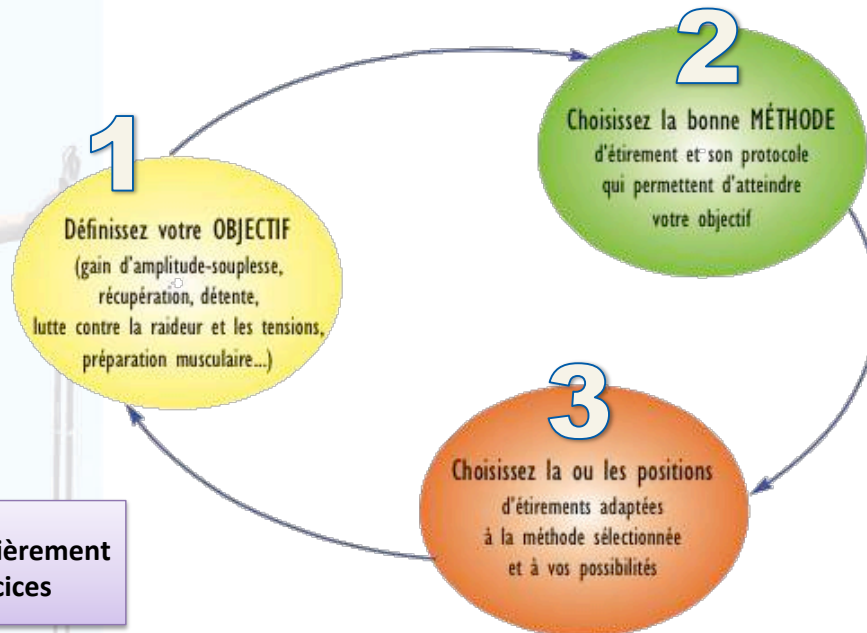 1
Définissez votre OBJECTIF
(gain d'amplitude-souplesse,
récupération, détente,
lutte contre la raideur et les tensions,
préparation musculaire...)
2
Choisissez la bonne MÉTHODE
d'étirement et son protocole
qui permettent d'atteindre
votre objectif
3
Choisissez la ou les positions
d'étirements adaptées
à la méthode sélectionnée
et à vos possibilités
ièrement
cices